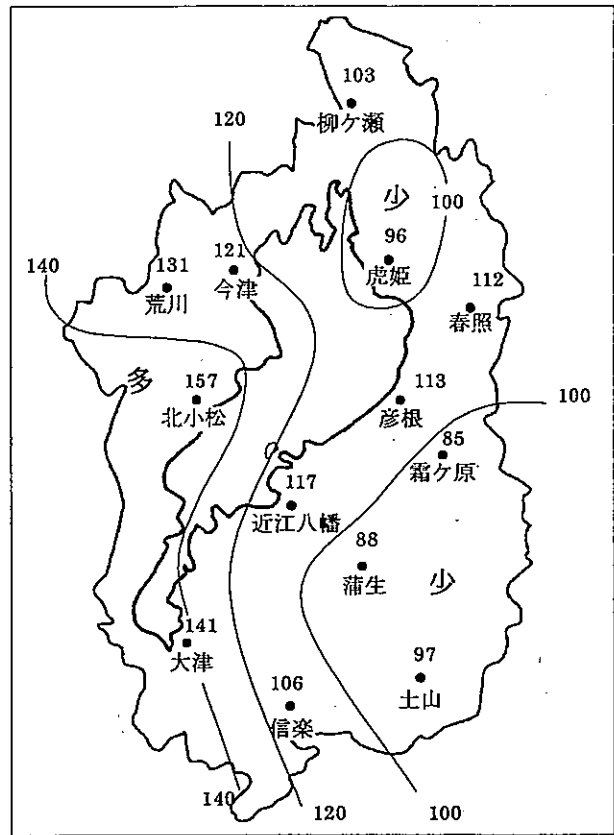 103
柳ケ瀬
120
少
100
96
虎姫
121
今津
131
荒川
140
112
春照
多
157
北小松
113
彦根
100
85
霜ケ原
117
近江八幡
88
蒲生
少
141
大津
97
土山
106
信楽
140
120
100